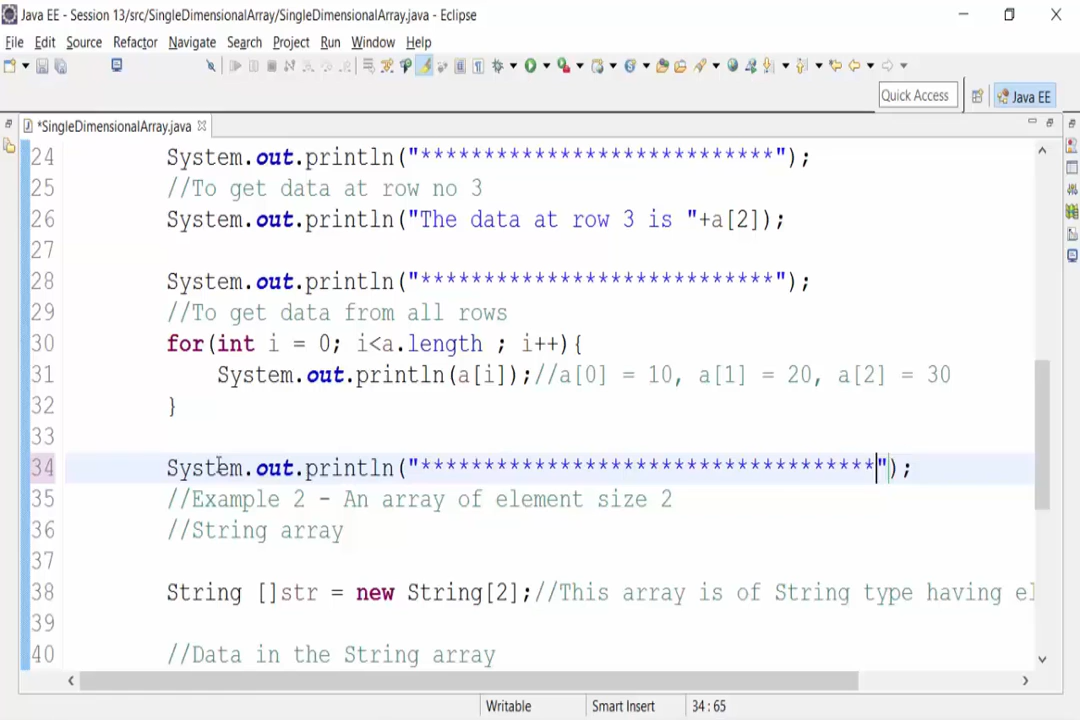 Java EE - Session 13/src/SingleDimensionalArray/SingleDimensionalArray.java - Eclipse
File Edit Source Refactor Navigate Search Project Run Window Help
Quick Access Java EE
*SingleDimensionalArray.java
24 System.out.println("****************************");
25 //To get data at row no 3
26 System.out.println("The data at row 3 is "+a[2]);
27
28 System.out.println("****************************");
29 //To get data from all rows
30 for(int i = 0; i<a.length ; i++){
31 System.out.println(a[i]);//a[0] = 10, a[1] = 20, a[2] = 30
32 }
33
34 System.out.println("************************************");
35 //Example 2 - An array of element size 2
36 //String array
37
38 String []str = new String[2];//This array is of String type having el
39
40 //Data in the String array
Writable Smart Insert 34 : 65